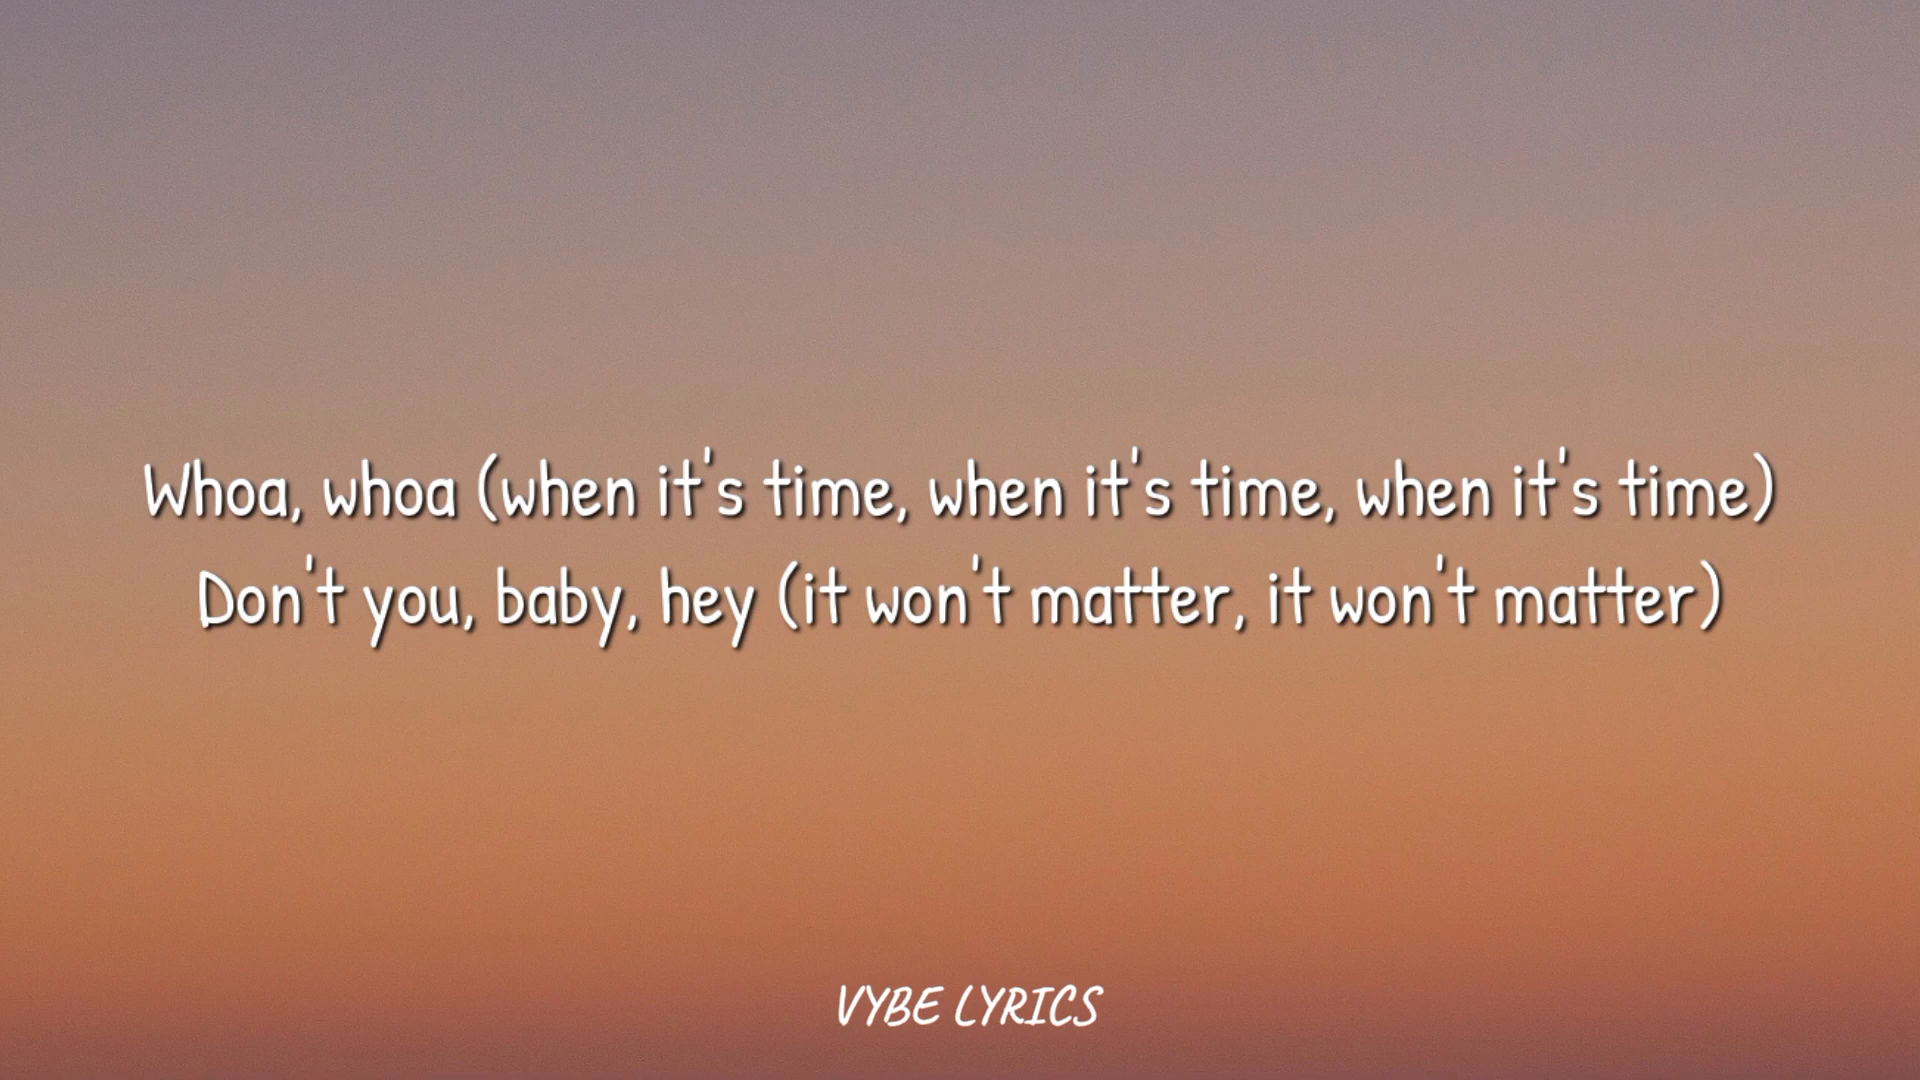 Whoa, whoa (when it's time, when it's time, when it's time)
Don't you, baby, hey (it won't matter, it won't matter)
VYBE LYRICS